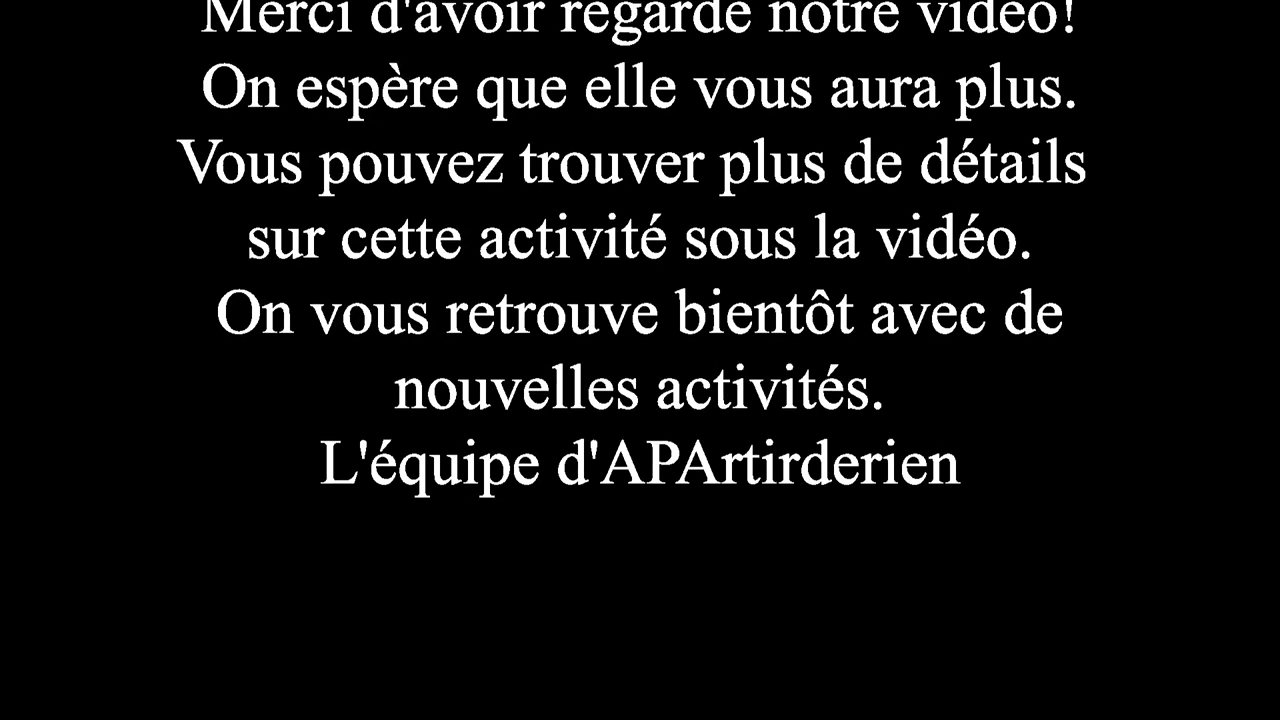 Merci d'avoir regardé notre vidéo!
On espère que elle vous aura plus.
Vous pouvez trouver plus de détails
sur cette activité sous la vidéo.
On vous retrouve bientôt avec de
nouvelles activités.
L'équipe d'APArtirderien